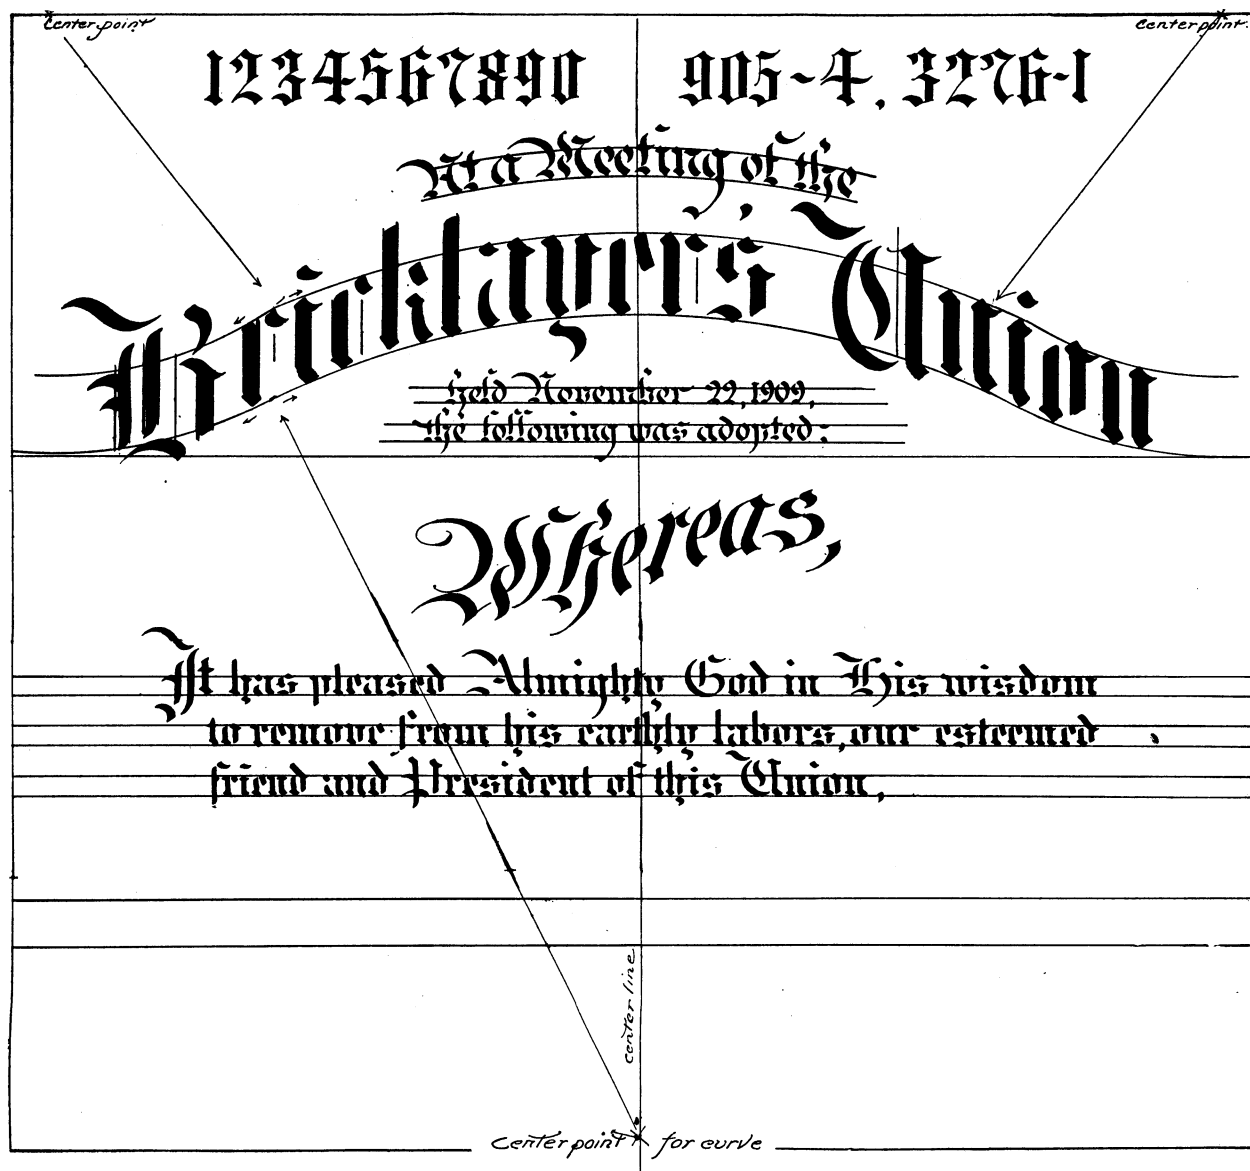 center point center point.
1234567890 905-4. 3276-1
At a Meeting of the
Bricklayer's Union
Held November 22, 1909,
the following was adopted:
Whereas,
It has pleased Almighty God in His wisdom
to remove from his earthly labors, our esteemed
friend and President of this Union,
center line
Center point for curve